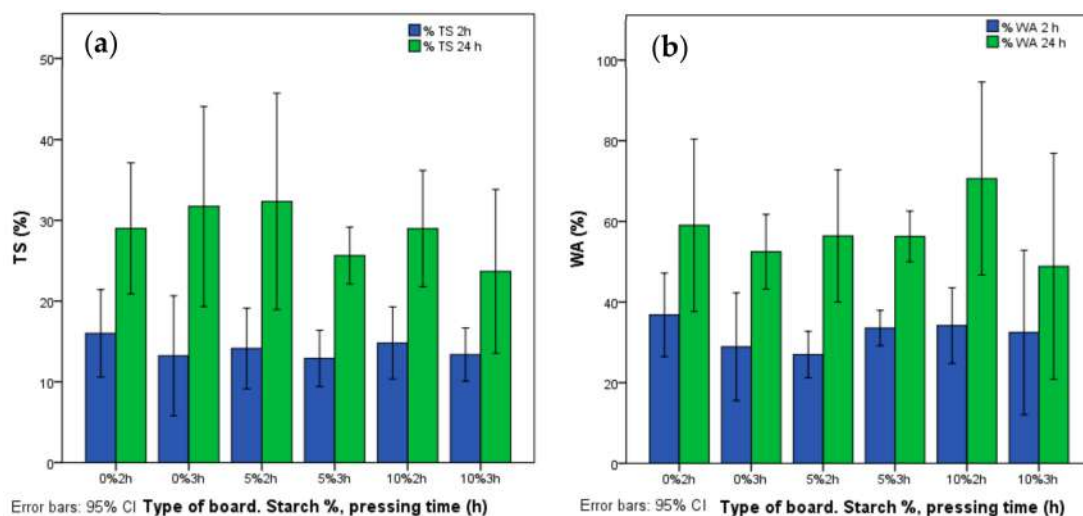 (a)
% TS 2h
% TS 24 h
TS (%)
50
40
30
20
10
0
0%2h 0%3h 5%2h 5%3h 10%2h 10%3h
Error bars: 95% CI Type of board. Starch %, pressing time (h)
(b)
% WA 2 h
% WA 24 h
WA (%)
100
80
60
40
20
0
0%2h 0%3h 5%2h 5%3h 10%2h 10%3h
Error bars: 95% CI Type of board. Starch %, pressing time (h)